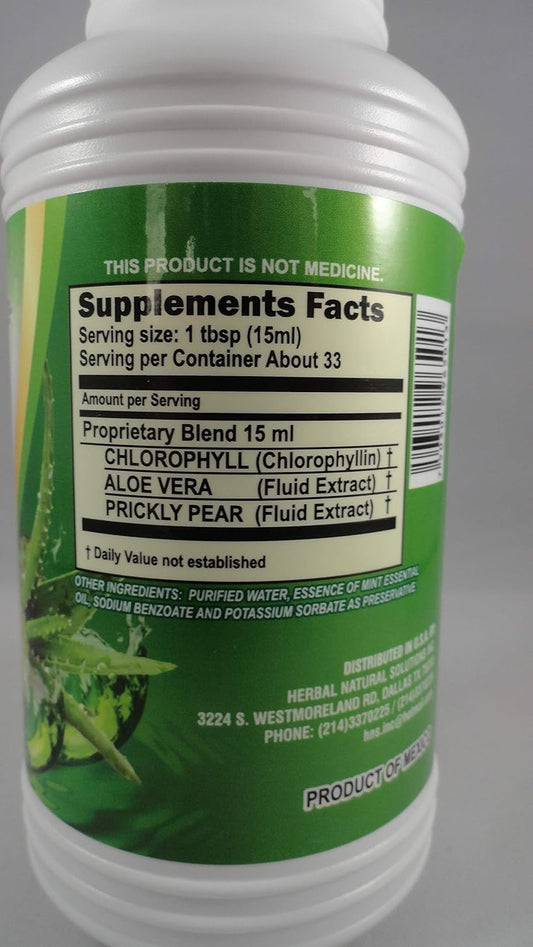 THIS PRODUCT IS NOT MEDICINE.
Supplements Facts
Serving size: 1 tbsp (15ml)
Serving per Container About 33
Amount per Serving
Proprietary Blend 15 ml
CHLOROPHYLL (Chlorophyllin) †
ALOE VERA (Fluid Extract) †
PRICKLY PEAR (Fluid Extract) †
† Daily Value not established
OTHER INGREDIENTS: PURIFIED WATER, ESSENCE OF MINT ESSENTIAL
OIL, SODIUM BENZOATE AND POTASSIUM SORBATE AS PRESERVATIVE.
DISTRIBUTED IN U.S.A.
HERBAL NATURAL SOLUTIONS
3224 S. WESTMORELAND RD, DALLAS TX
PHONE: (214)3370225 /
hns.inc@hotmail
PRODUCT OF MEXICO